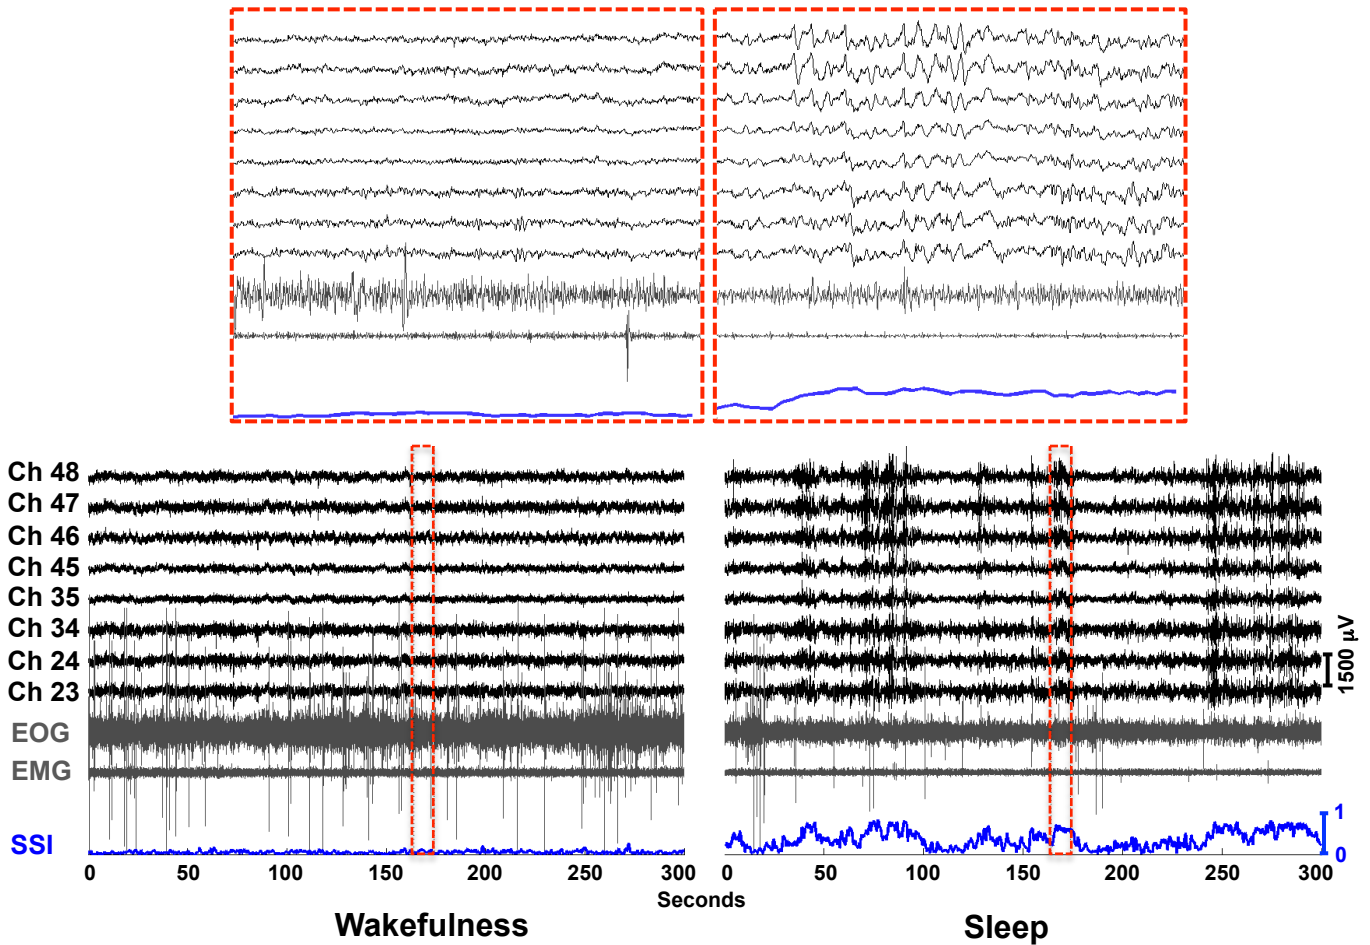 Ch 48
Ch 47
Ch 46
Ch 45
Ch 35
Ch 34
Ch 24
Ch 23
EOG
EMG
SSI
1500 µV
1
0
0 50 100 150 200 250 300
0 50 100 150 200 250 300
Seconds
Wakefulness
Sleep